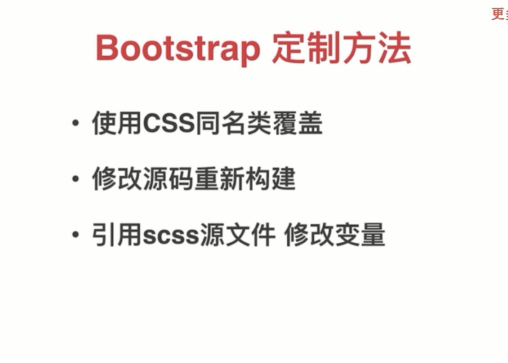 更
Bootstrap 定制方法
• 使用CSS同名类覆盖
• 修改源码重新构建
• 引用scss源文件 修改变量